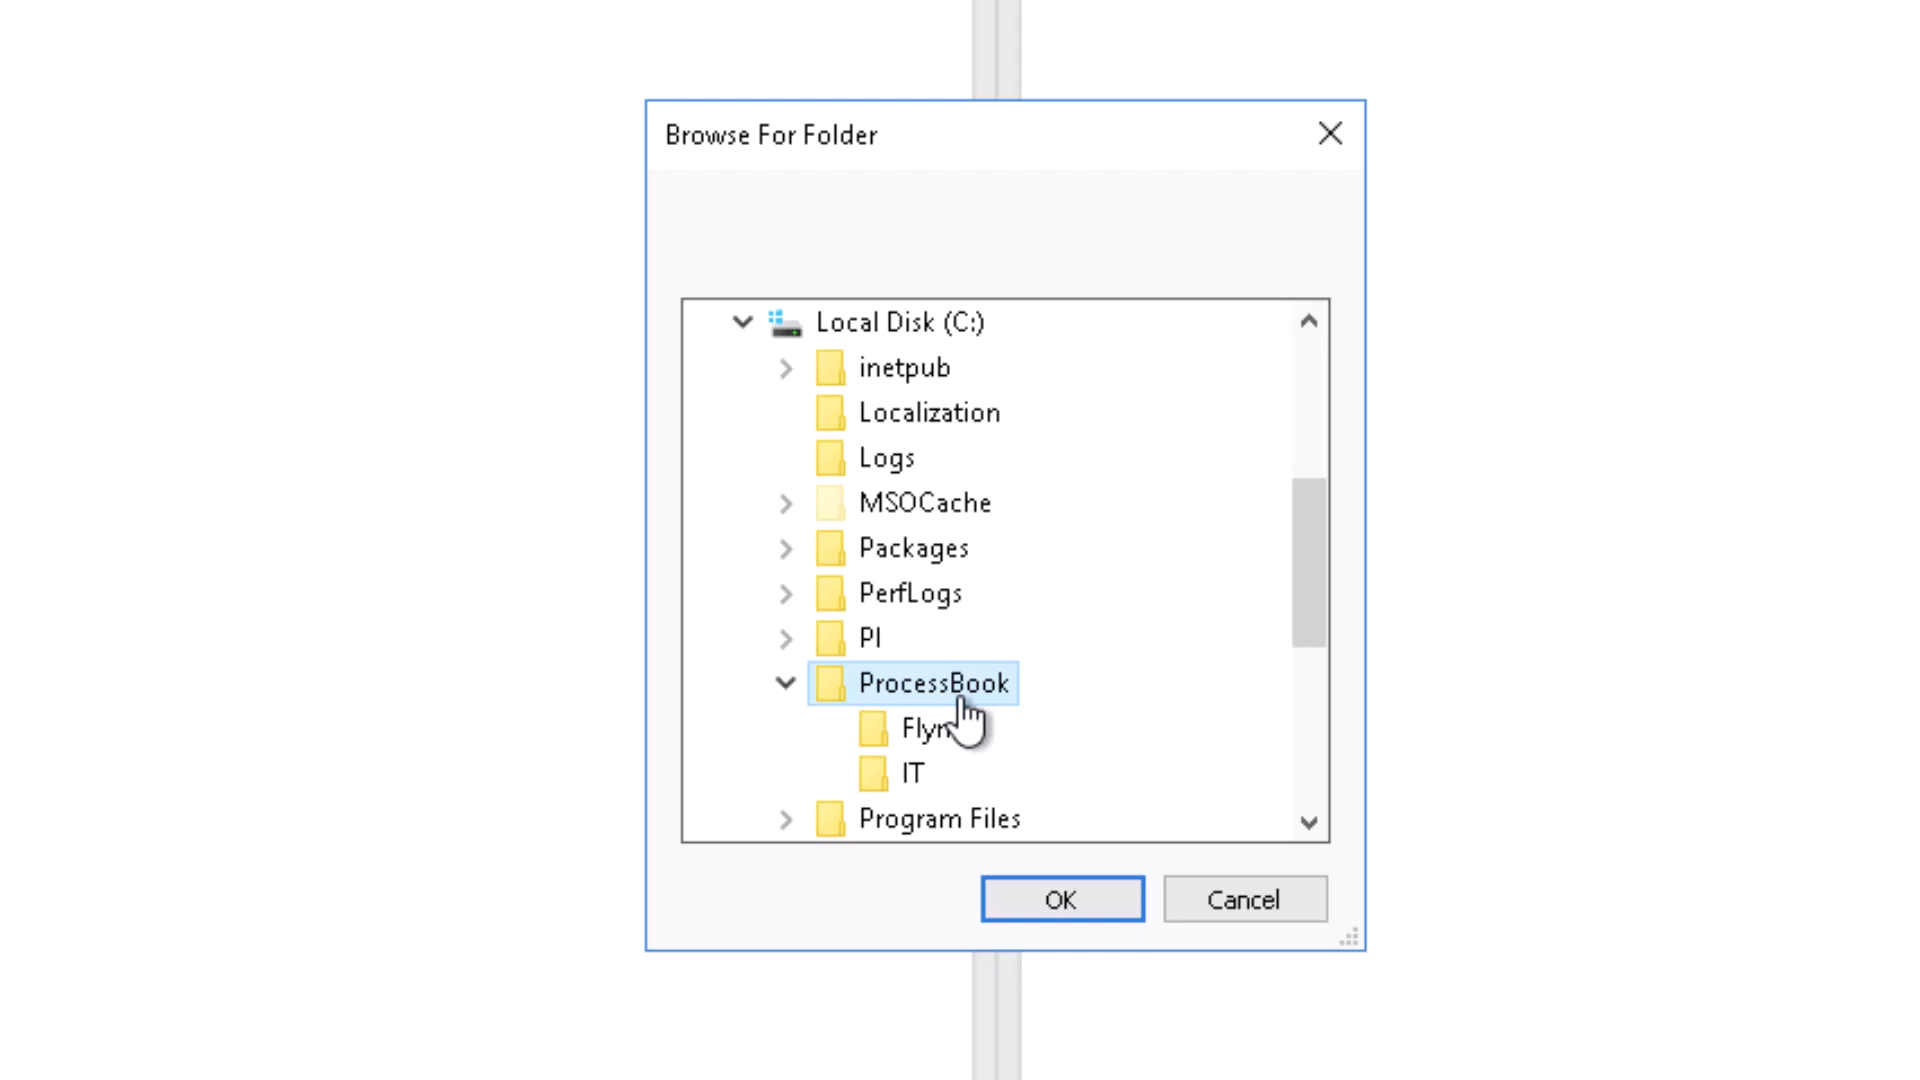 Browse For Folder
Local Disk (C:)
inetpub
Localization
Logs
MSOCache
Packages
PerfLogs
PI
ProcessBook
IT
Program Files
OK
Cancel